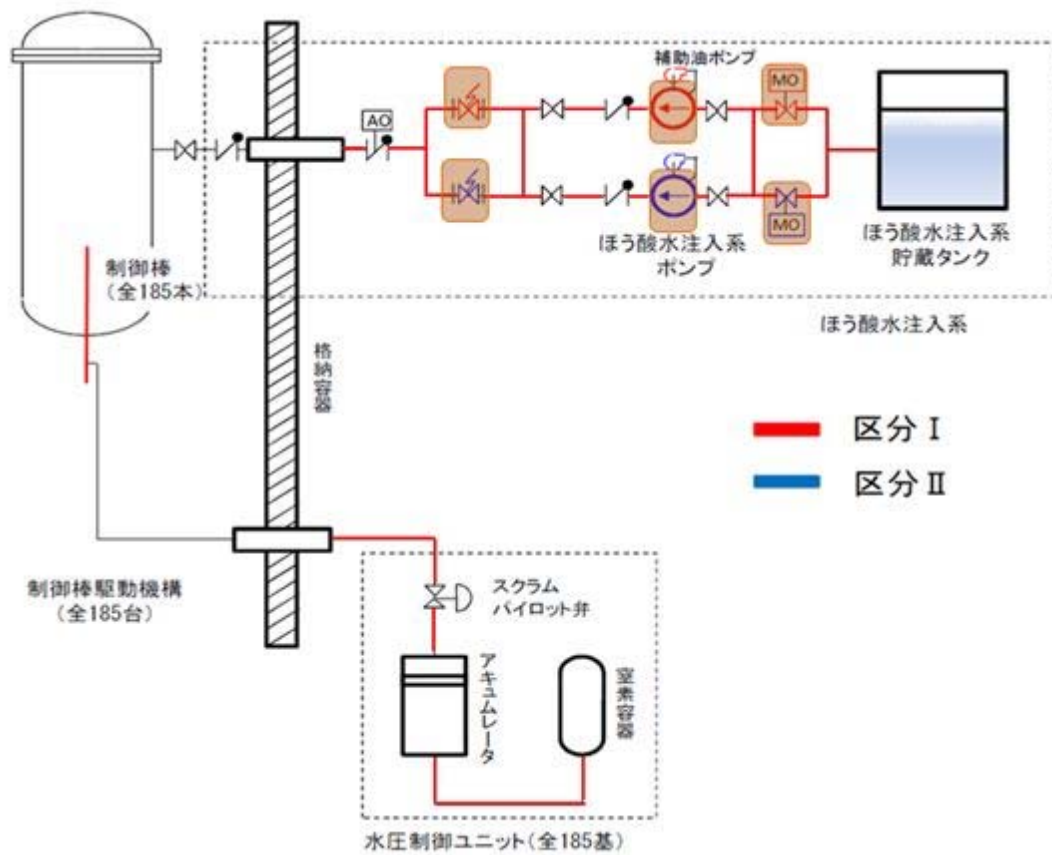 補助油ポンプ
MO
AO
MO
ほう酸水注入系
ポンプ
ほう酸水注入系
貯蔵タンク
制御棒
(全185本)
ほう酸水注入系
格納容器
区分Ⅰ
区分Ⅱ
制御棒駆動機構
(全185台)
スクラム
パイロット弁
アキュムレータ
窒素容器
水圧制御ユニット(全185基)